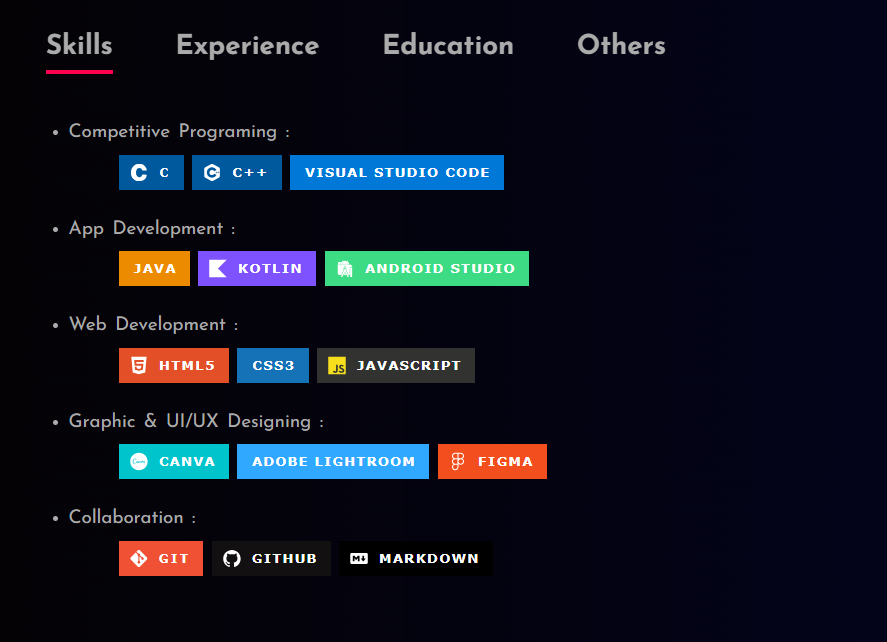 Skills Experience Education Others
• Competitive Programing :
C C++ VISUAL STUDIO CODE
• App Development :
JAVA KOTLIN ANDROID STUDIO
• Web Development :
HTML5 CSS3 JS JAVASCRIPT
• Graphic & UI/UX Designing :
Canva CANVA ADOBE LIGHTROOM FIGMA
• Collaboration :
GIT GITHUB M MARKDOWN